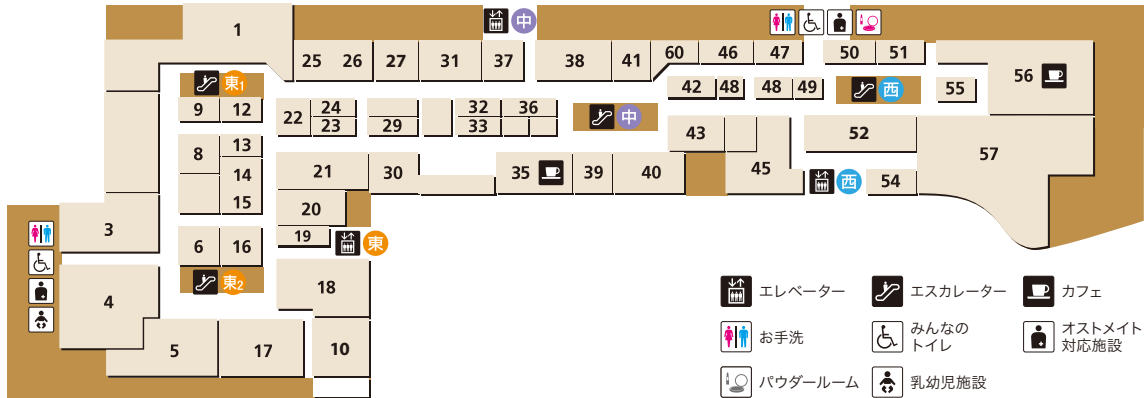 中
1
25 26 27 31 37 38 41 60 46 47 50 51
56
東1
42 48 48 49 西 55
9 12 22 24 32 36 中
23 29 33
43 52
8 13 57
14 21 30 35 39 40 45 西 54
15 20
3 19 東
6 16
東2
18
4
5 17 10
エレベーター エスカレーター カフェ
お手洗 みんなの
トイレ オストメイト
対応施設
パウダールーム 乳幼児施設